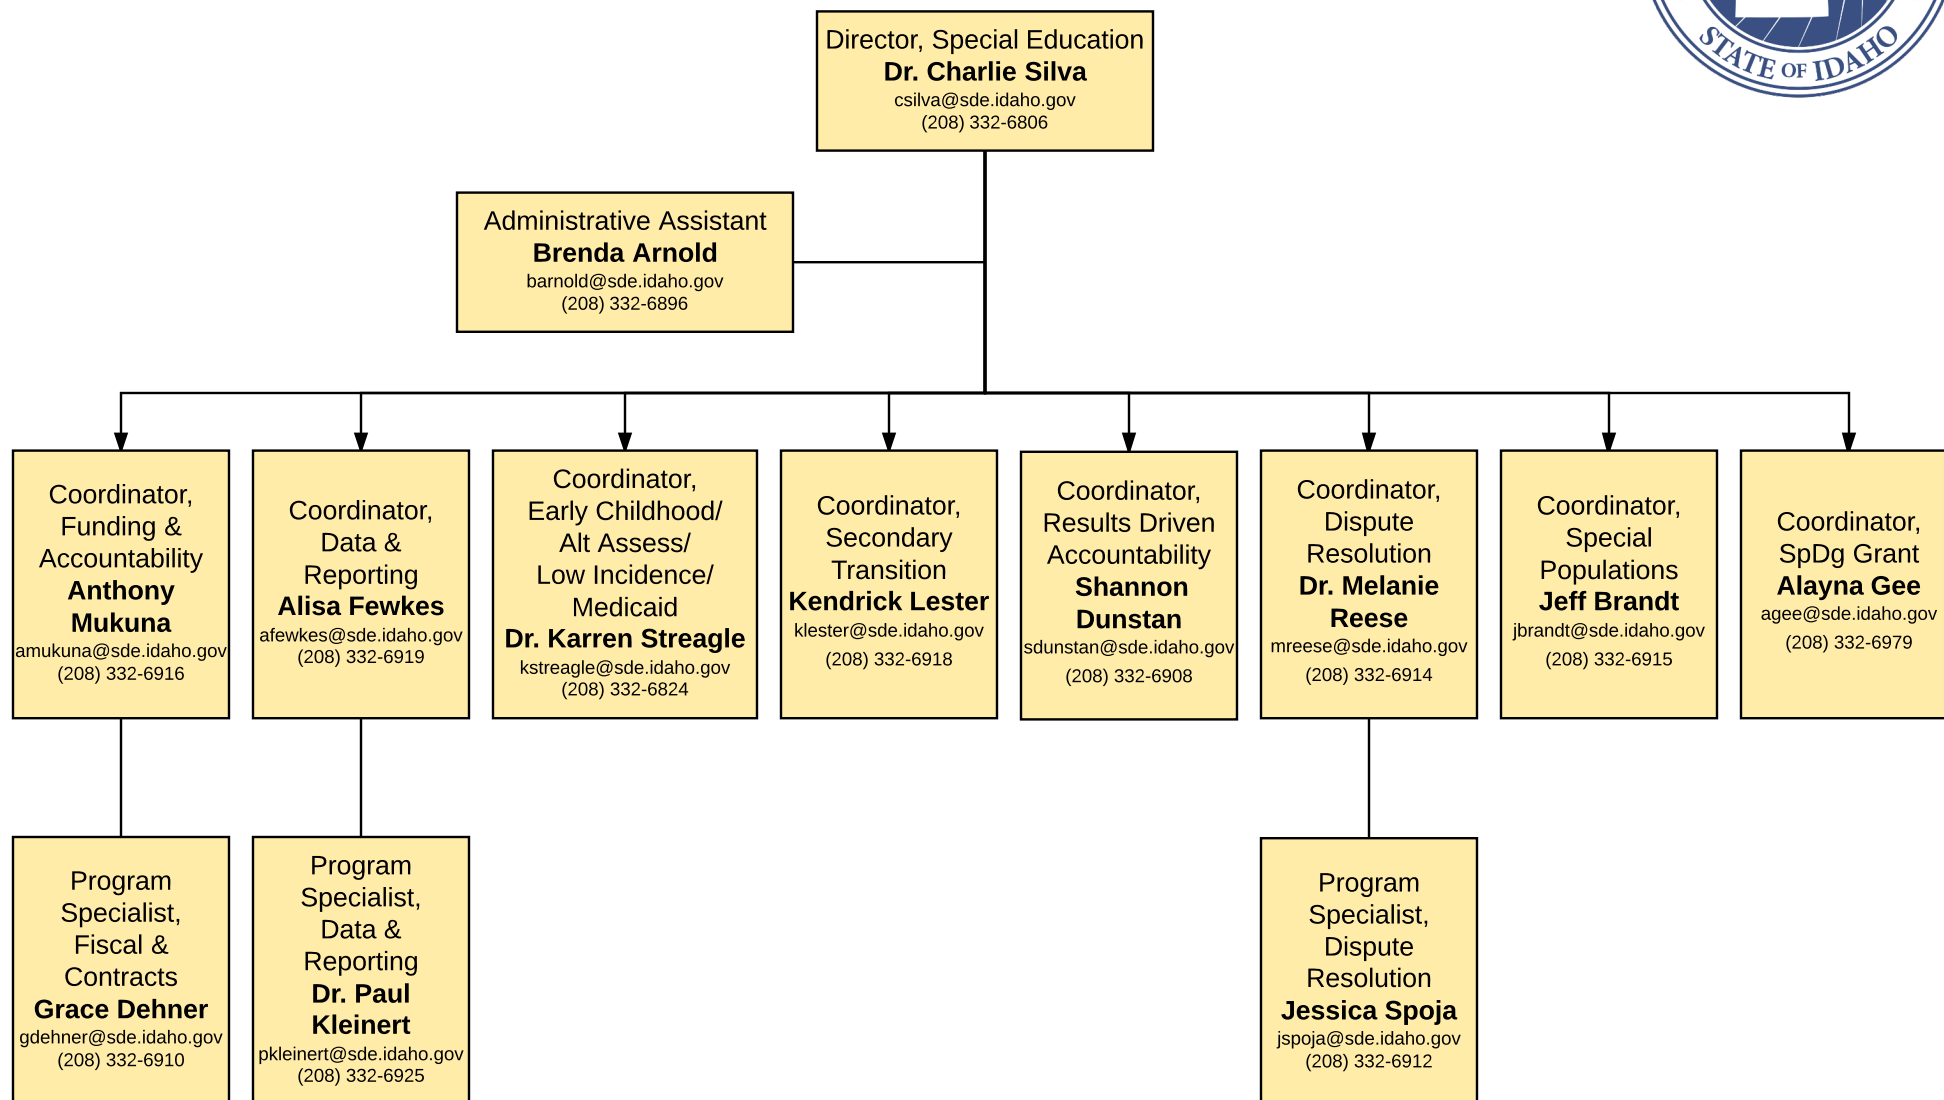 STATE OF IDAHO
Director, Special Education
Dr. Charlie Silva
csilva@sde.idaho.gov
(208) 332-6806
Administrative Assistant
Brenda Arnold
barnold@sde.idaho.gov
(208) 332-6896
Coordinator,
Funding &
Accountability
Anthony
Mukuna
amukuna@sde.idaho.gov
(208) 332-6916
Coordinator,
Data &
Reporting
Alisa Fewkes
afewkes@sde.idaho.gov
(208) 332-6919
Coordinator,
Early Childhood/
Alt Assess/
Low Incidence/
Medicaid
Dr. Karren Streagle
kstreagle@sde.idaho.gov
(208) 332-6824
Coordinator,
Secondary
Transition
Kendrick Lester
klester@sde.idaho.gov
(208) 332-6918
Coordinator,
Results Driven
Accountability
Shannon
Dunstan
sdunstan@sde.idaho.gov
(208) 332-6908
Coordinator,
Dispute
Resolution
Dr. Melanie
Reese
mreese@sde.idaho.gov
(208) 332-6914
Coordinator,
Special
Populations
Jeff Brandt
jbrandt@sde.idaho.gov
(208) 332-6915
Coordinator,
SpDg Grant
Alayna Gee
agee@sde.idaho.gov
(208) 332-6979
Program
Specialist,
Fiscal &
Contracts
Grace Dehner
gdehner@sde.idaho.gov
(208) 332-6910
Program
Specialist,
Data &
Reporting
Dr. Paul
Kleinert
pkleinert@sde.idaho.gov
(208) 332-6925
Program
Specialist,
Dispute
Resolution
Jessica Spoja
jspoja@sde.idaho.gov
(208) 332-6912